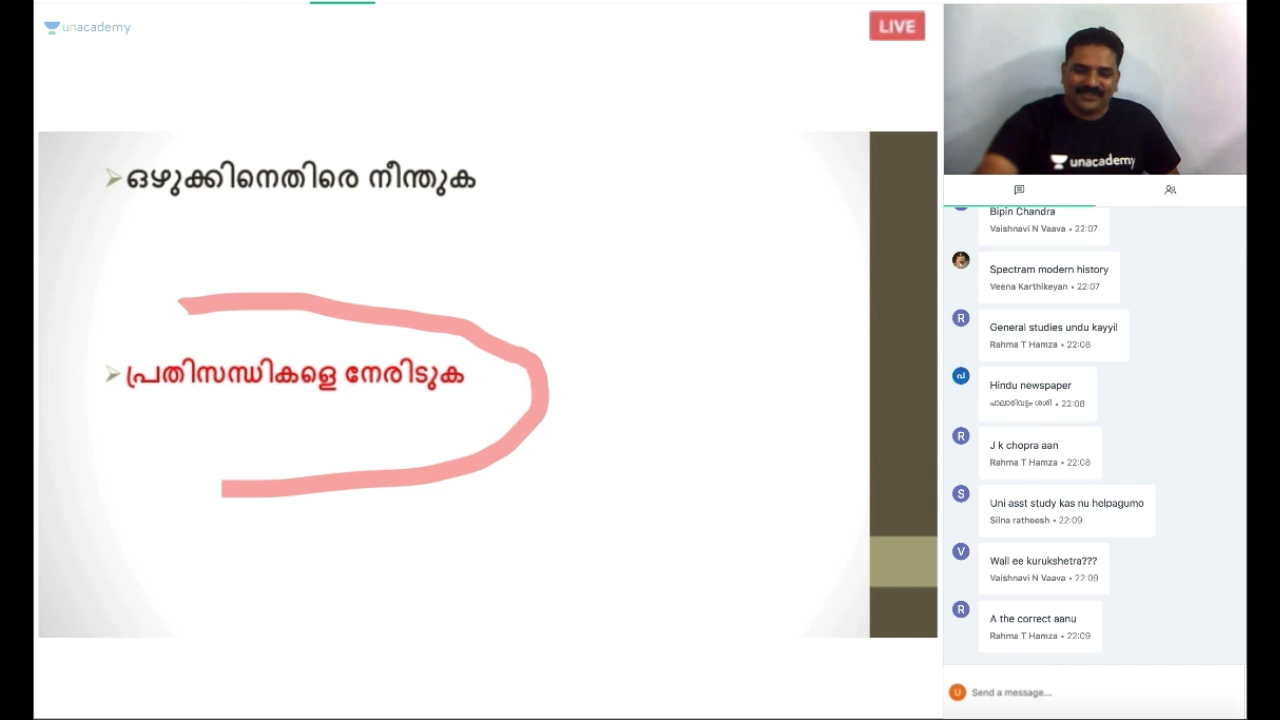 unacademy
LIVE
ഒഴുക്കിനെതിരെ നീന്തുക
പ്രതിസന്ധികളെ നേരിടുക
unacademy
Bipin Chandra
Vaishnavi N Vaava • 22:07
Spectram modern history
Veena Karthikeyan • 22:07
R
General studies undu kayyil
Rahma T Hamza • 22:08
പ
Hindu newspaper
പാലാരിവട്ടം ശശി • 22:08
R
J k chopra aan
Rahma T Hamza • 22:08
S
Uni asst study kas nu helpagumo
Silna ratheesh • 22:09
V
Wall ee kurukshetra???
Vaishnavi N Vaava • 22:09
R
A the correct aanu
Rahma T Hamza • 22:09
U
Send a message...